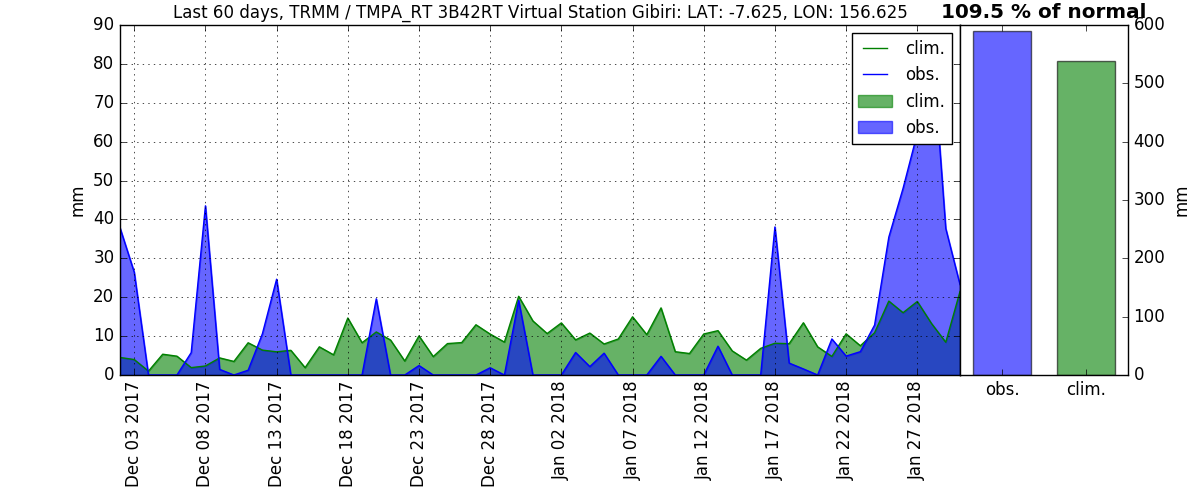 Last 60 days, TRMM / TMPA_RT 3B42RT Virtual Station Gibiri: LAT: -7.625, LON: 156.625
109.5 % of normal
90
80
70
60
50
40
30
20
10
0
mm
clim.
obs.
clim.
obs.
Dec 03 2017
Dec 08 2017
Dec 13 2017
Dec 18 2017
Dec 23 2017
Dec 28 2017
Jan 02 2018
Jan 07 2018
Jan 12 2018
Jan 17 2018
Jan 22 2018
Jan 27 2018
600
500
400
300
200
100
0
mm
obs.
clim.